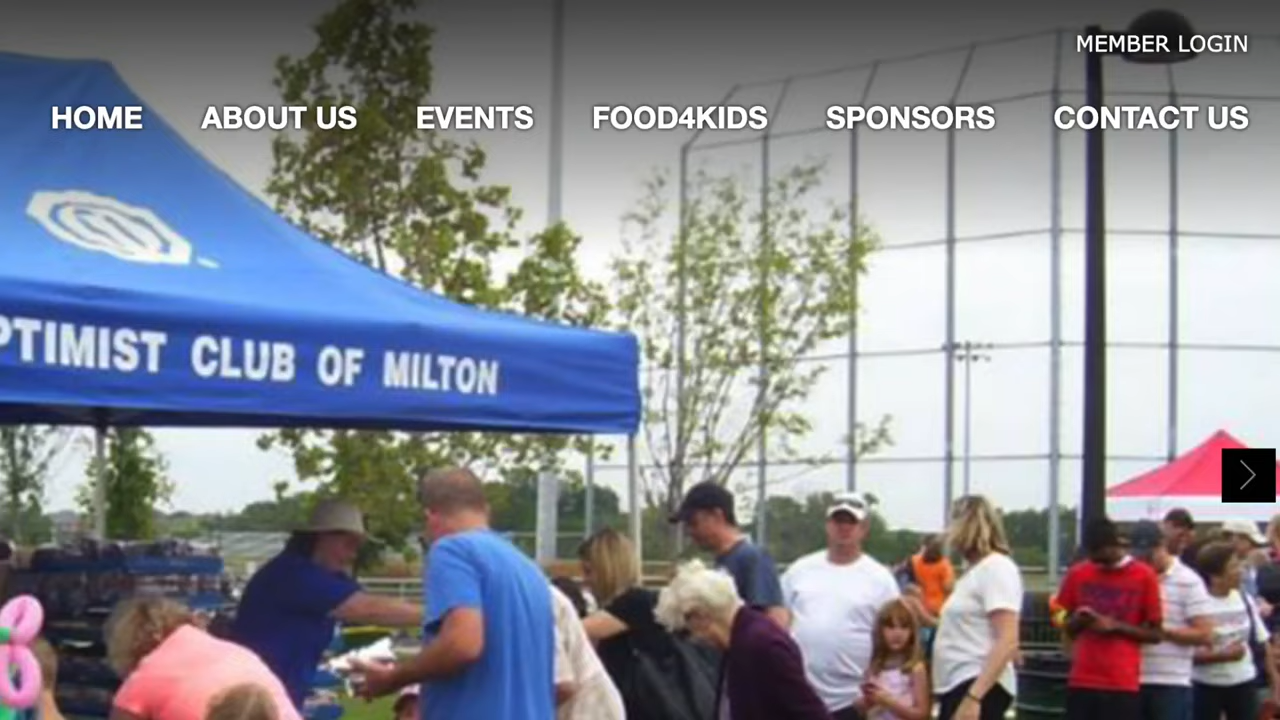 MEMBER LOGIN
HOME ABOUT US EVENTS FOOD4KIDS SPONSORS CONTACT US
PTIMIST CLUB OF MILTON